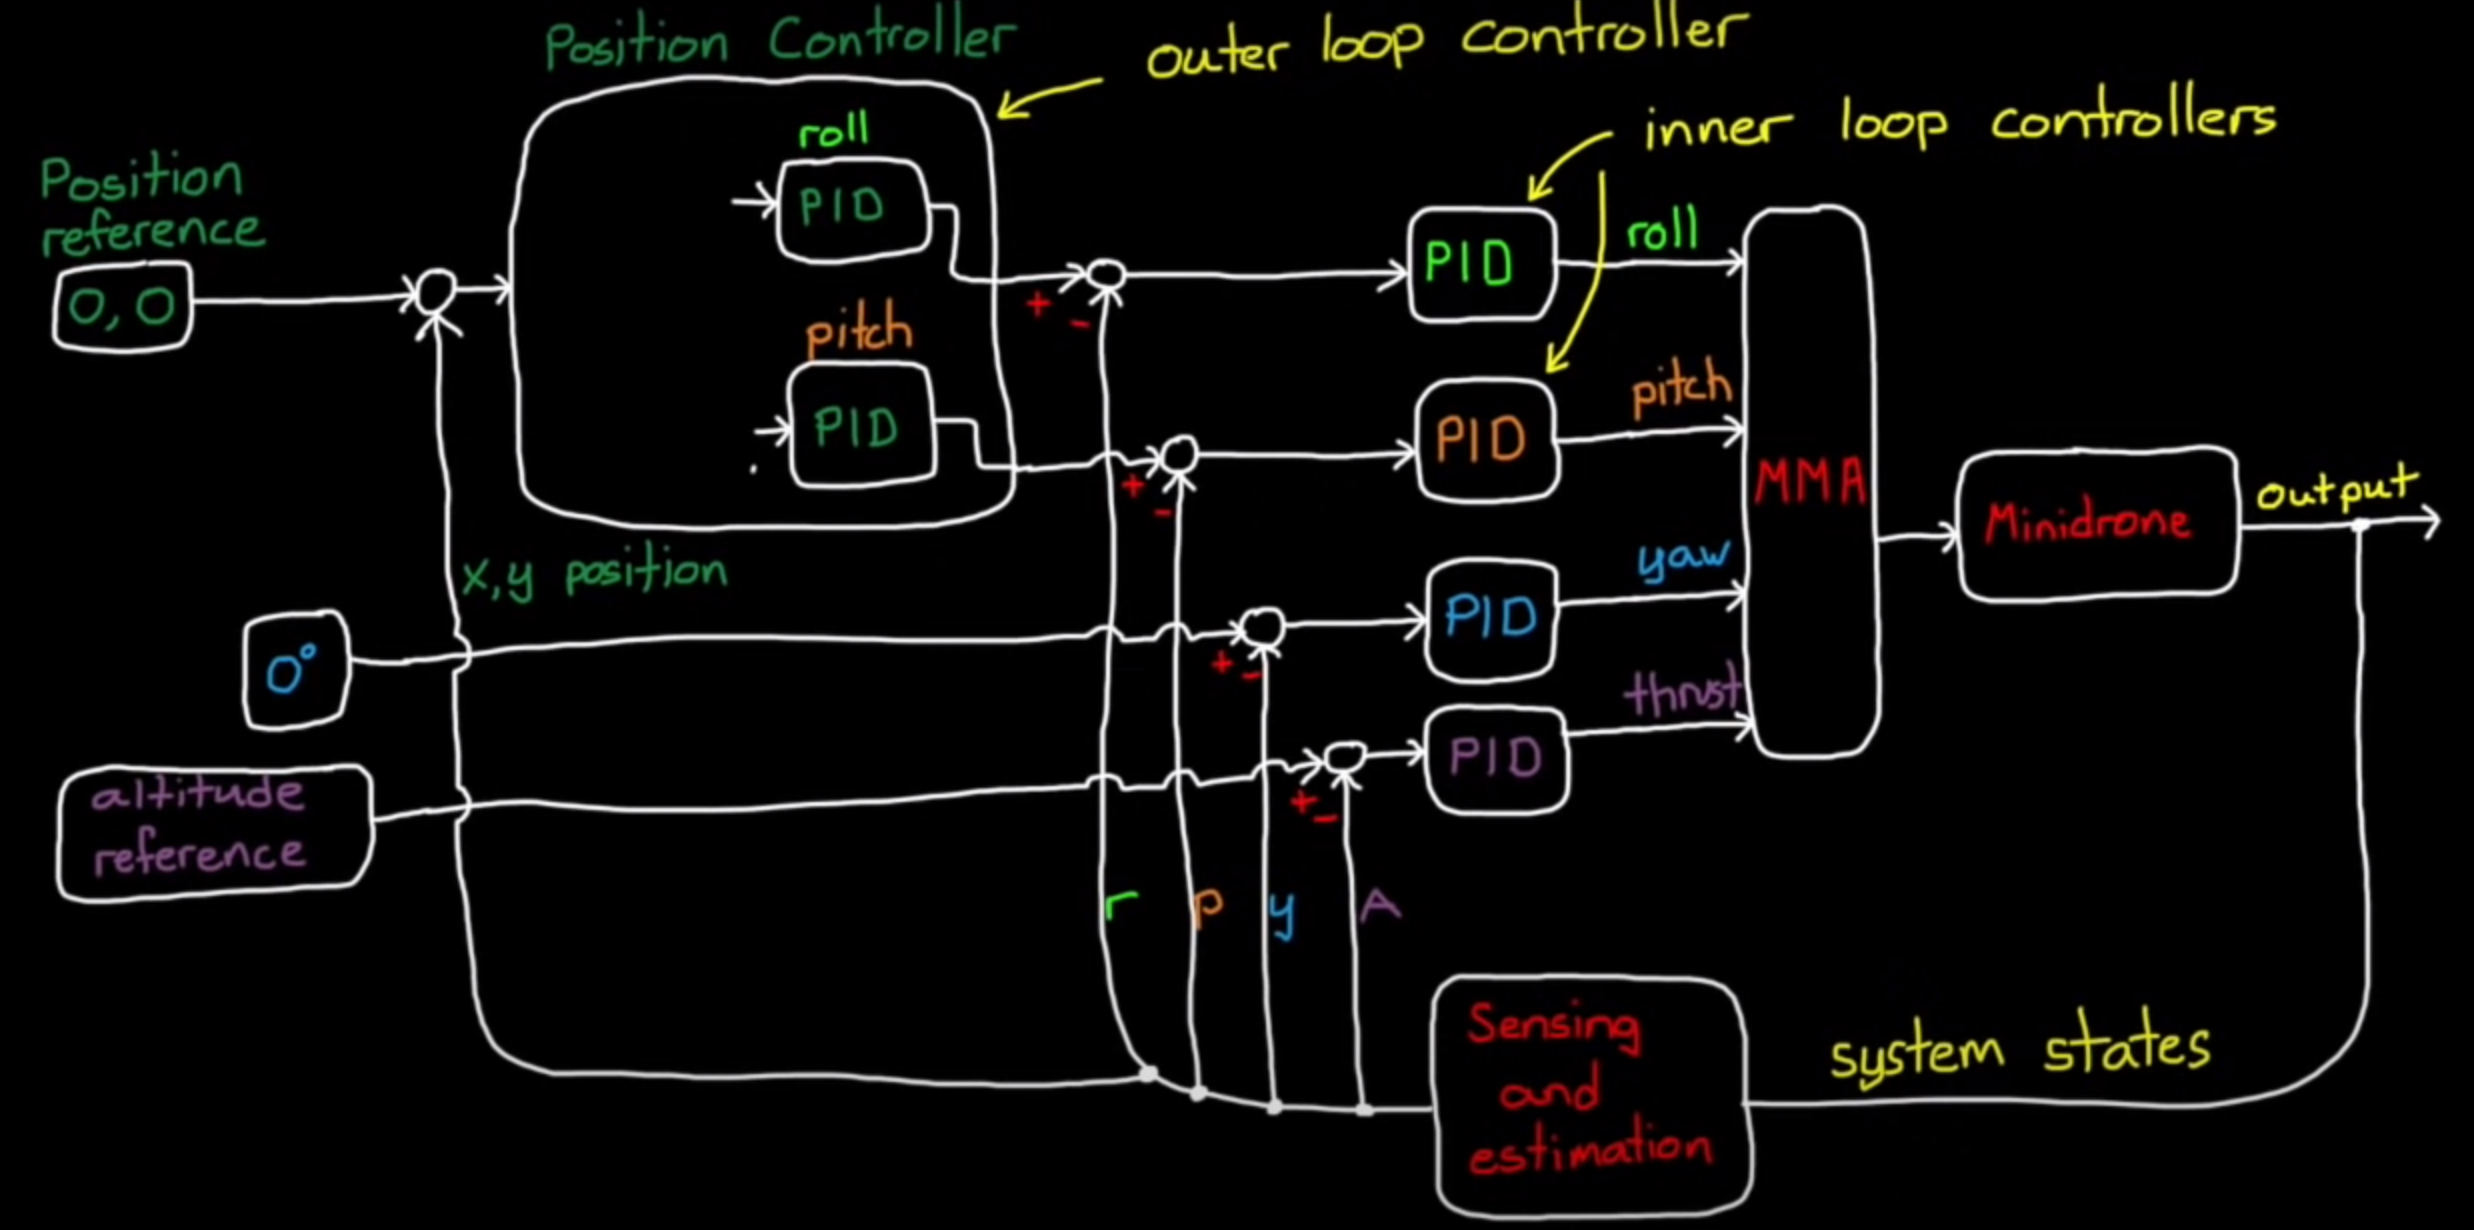 Position Controller
outer loop controller
inner loop controllers
Position
reference
0, 0
roll
PID
+
-
PID
roll
pitch
PID
+
-
PID
pitch
MMA
Minidrone
output
x, y position
0°
+
-
PID
yaw
altitude
reference
+
-
PID
thrust
r
p
y
A
Sensing
and
estimation
system states